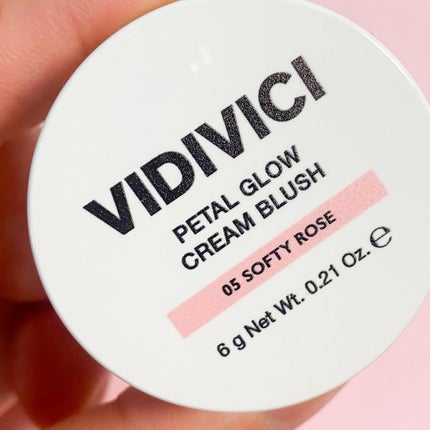 VIDIVICI
PETAL GLOW
CREAM BLUSH
05 SOFTY ROSE
6 g Net Wt. 0.21 Oz. ℮